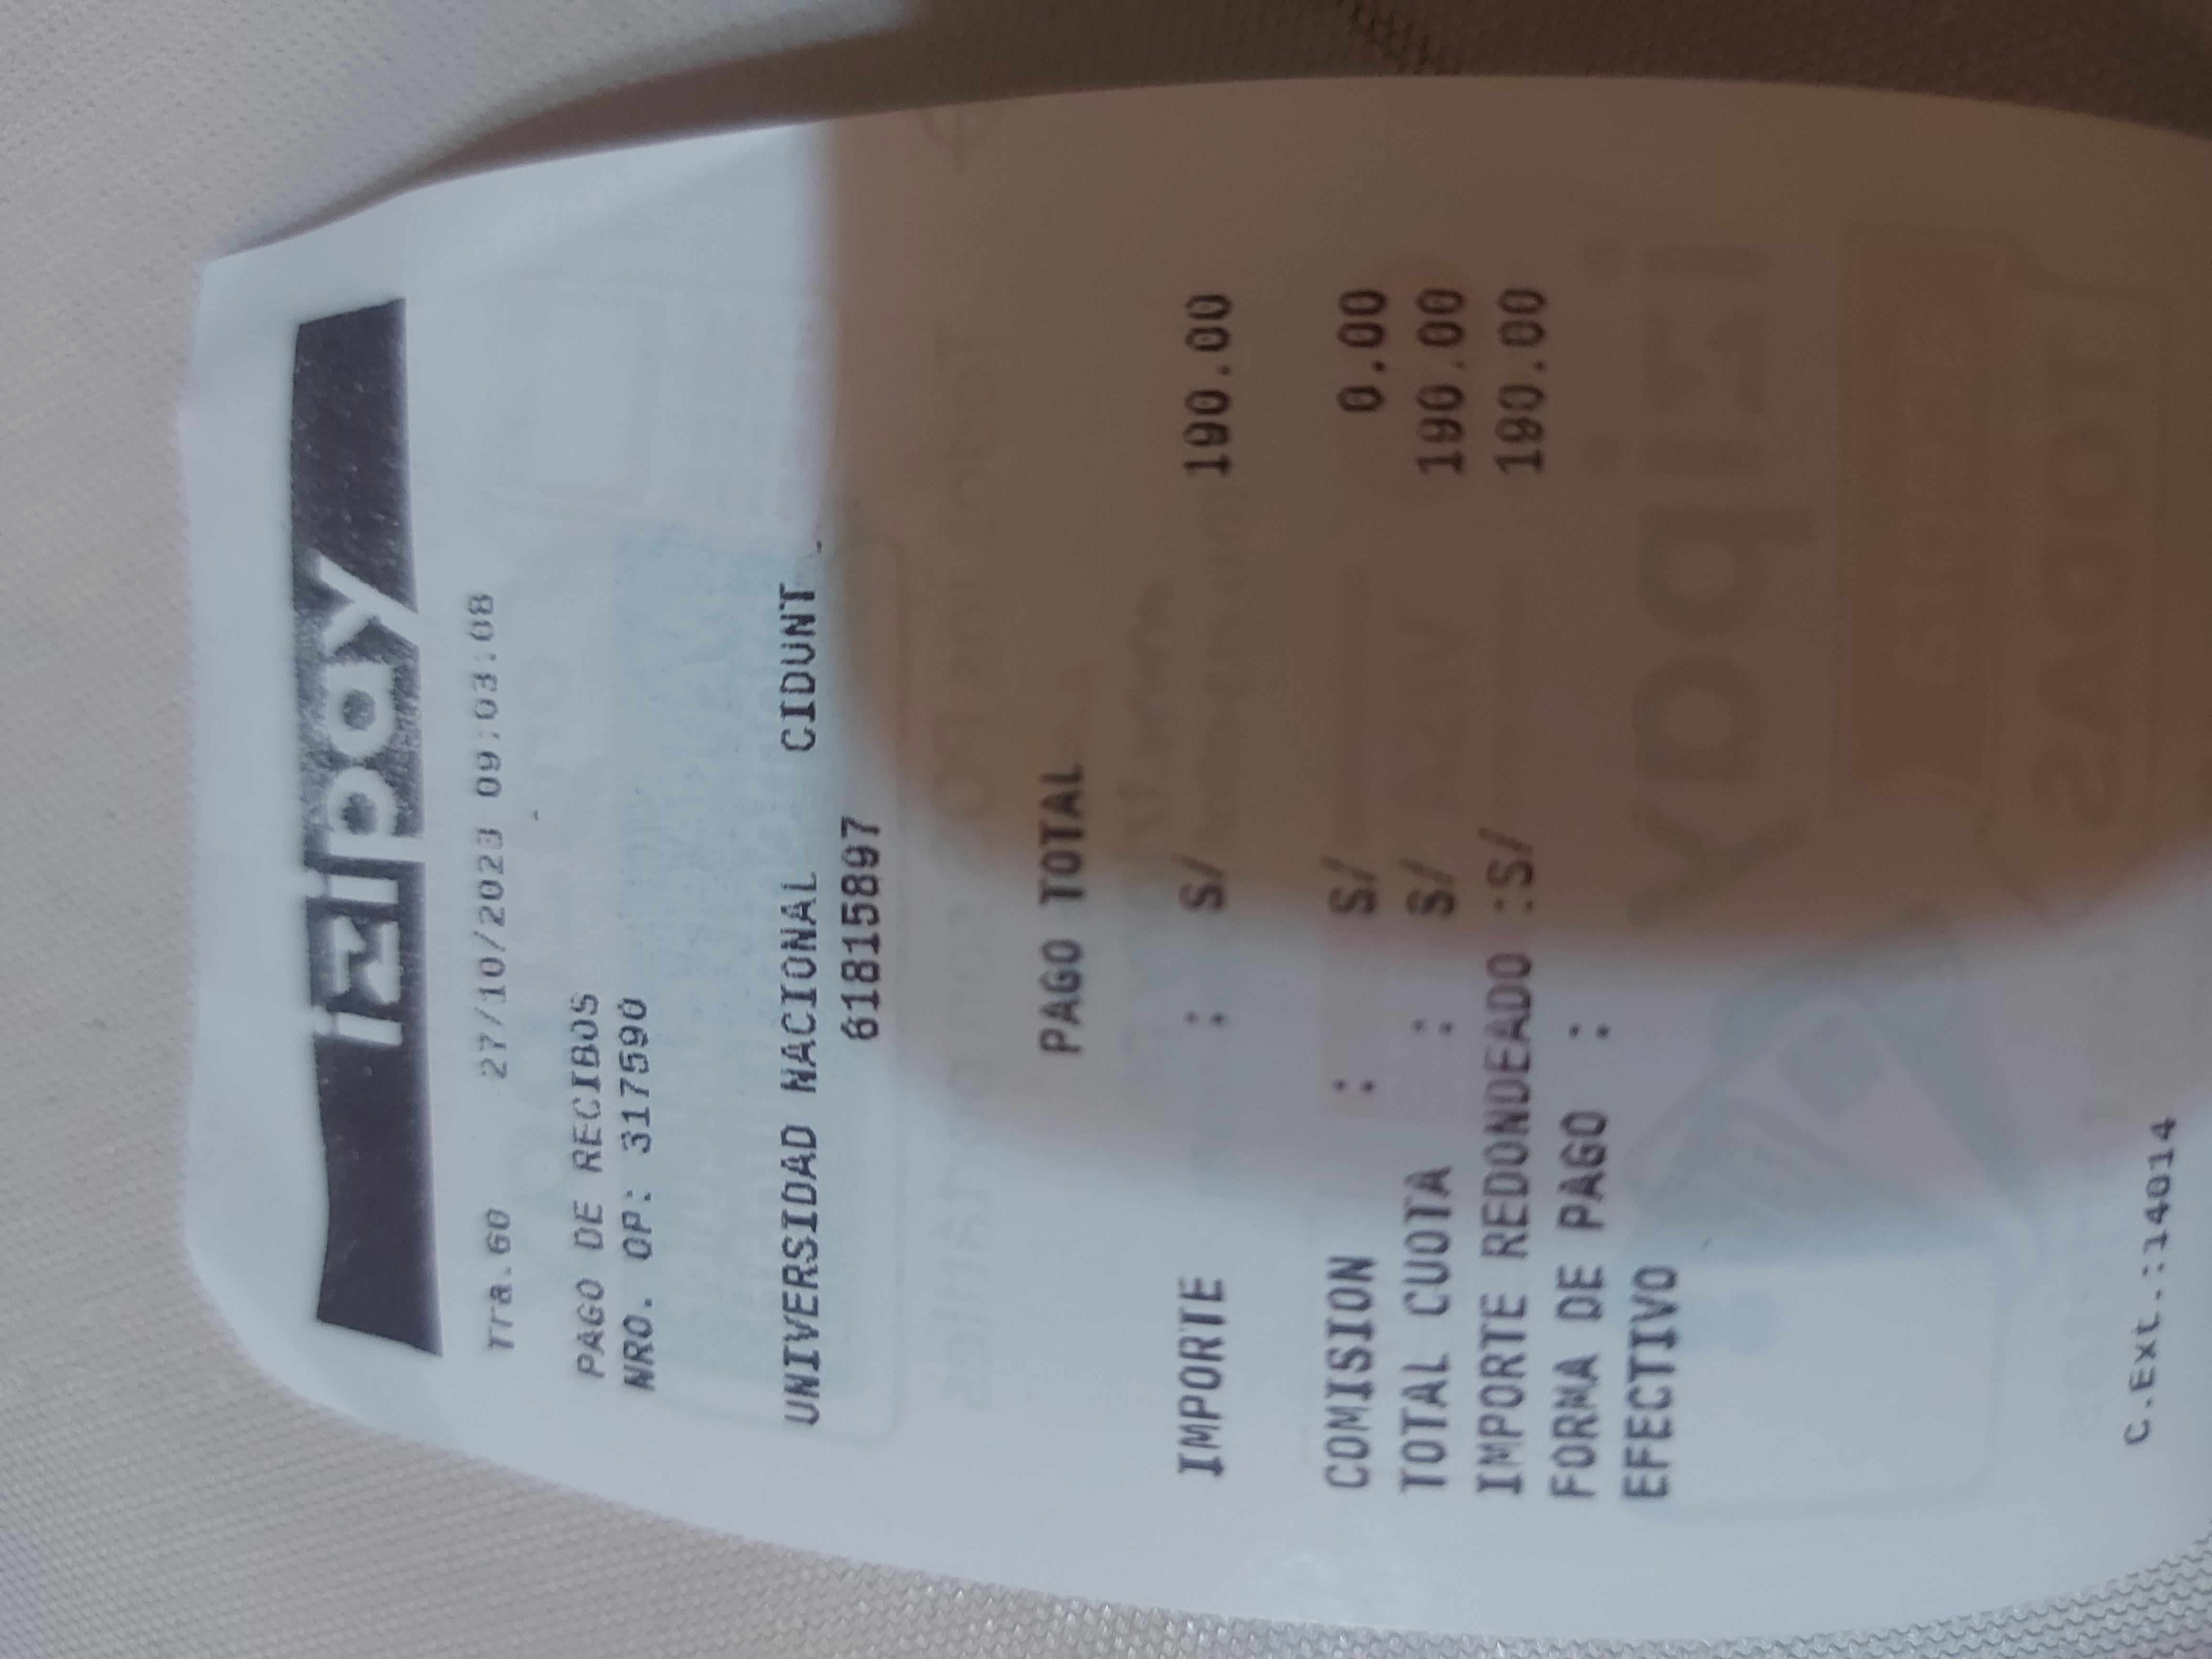 izipay
Tra.60 27/10/2023 09:03:08
PAGO DE RECIBOS
NRO. OP: 317590
UNIVERSIDAD NACIONAL CIDUNT
61815897
PAGO TOTAL
IMPORTE : S/ 190.00
COMISION : S/ 0.00
TOTAL CUOTA : S/ 190.00
IMPORTE REDONDEADO :S/ 190.00
FORMA DE PAGO :
EFECTIVO
C.Ext.:14014